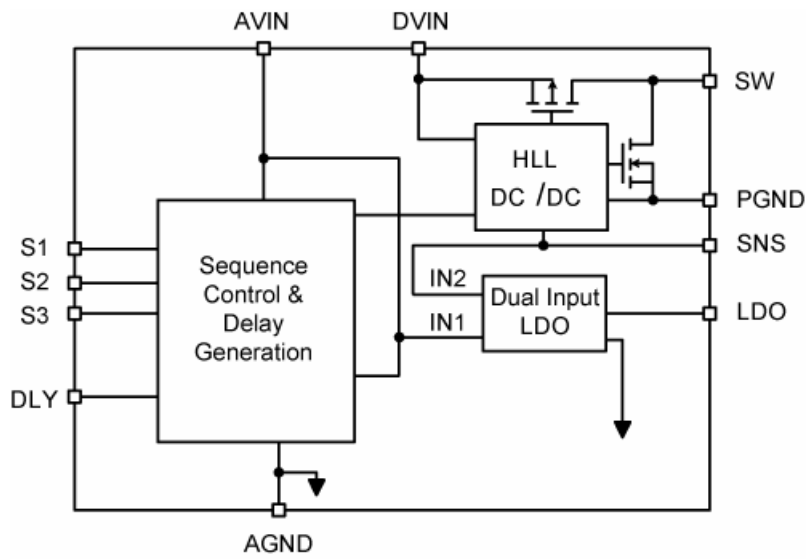 AVIN
DVIN
SW
HLL
DC /DC
PGND
S1
S2
S3
DLY
Sequence
Control &
Delay
Generation
SNS
IN2
IN1
Dual Input
LDO
LDO
AGND